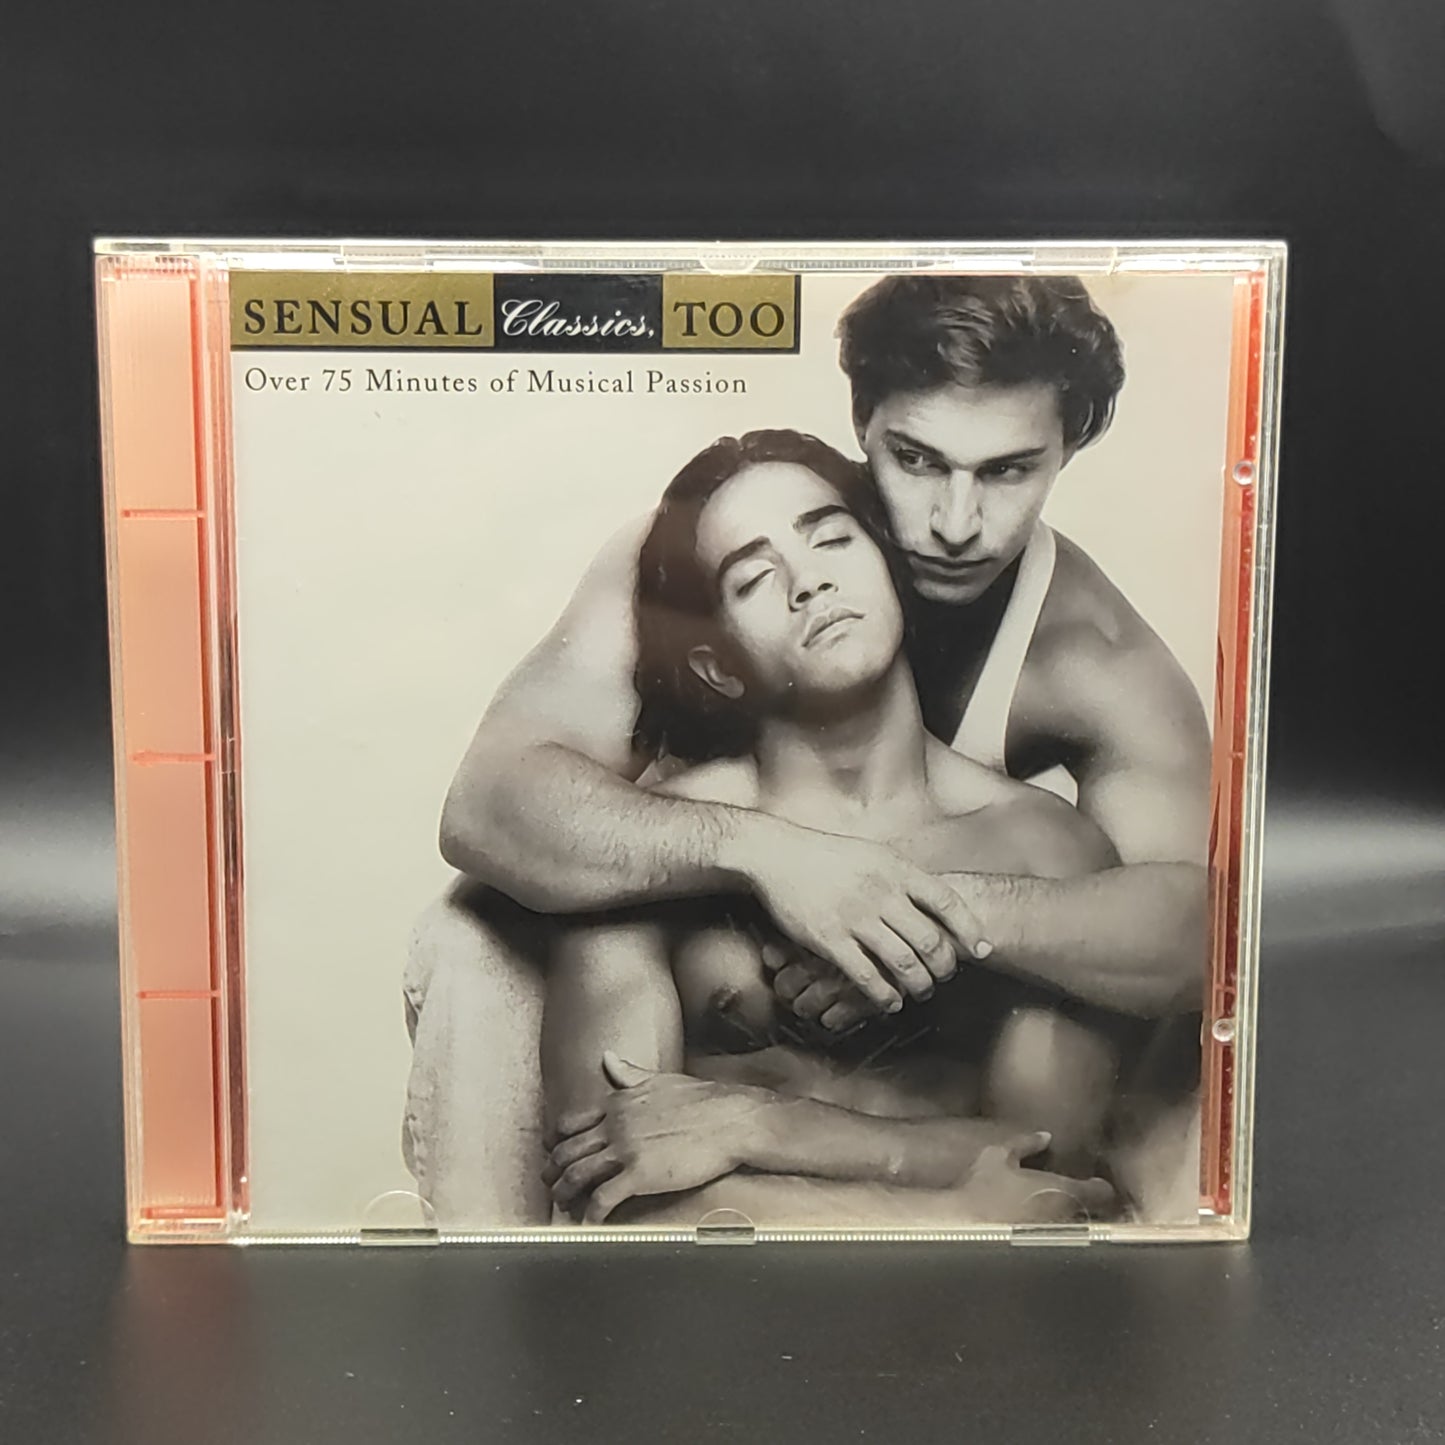 SENSUAL Classics, TOO
Over 75 Minutes of Musical Passion